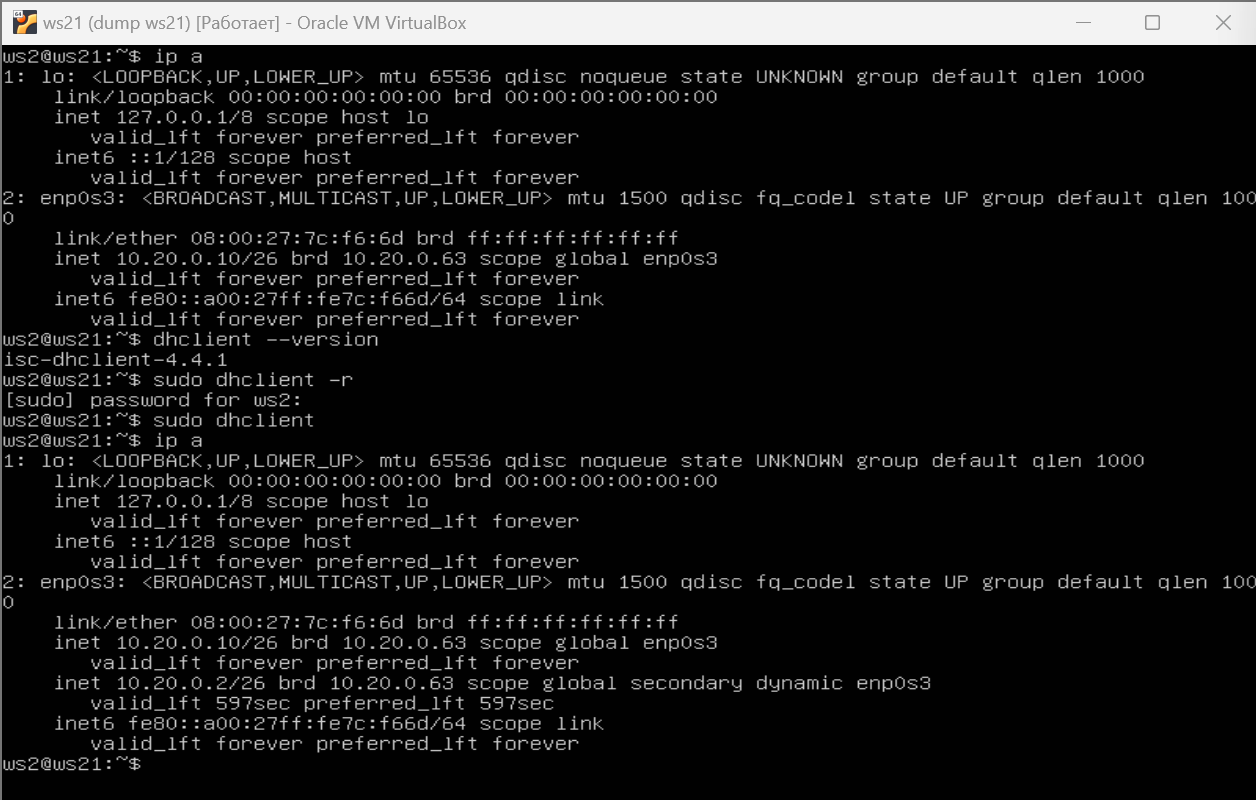 ws21 (dump ws21) [Работает] - Oracle VM VirtualBox
ws2@ws21:~$ ip a
1: lo: <LOOPBACK,UP,LOWER_UP> mtu 65536 qdisc noqueue state UNKNOWN group default qlen 1000
    link/loopback 00:00:00:00:00:00 brd 00:00:00:00:00:00
    inet 127.0.0.1/8 scope host lo
       valid_lft forever preferred_lft forever
    inet6 ::1/128 scope host
       valid_lft forever preferred_lft forever
2: enp0s3: <BROADCAST,MULTICAST,UP,LOWER_UP> mtu 1500 qdisc fq_codel state UP group default qlen 100
0
    link/ether 08:00:27:7c:f6:6d brd ff:ff:ff:ff:ff:ff
    inet 10.20.0.10/26 brd 10.20.0.63 scope global enp0s3
       valid_lft forever preferred_lft forever
    inet6 fe80::a00:27ff:fe7c:f66d/64 scope link
       valid_lft forever preferred_lft forever
ws2@ws21:~$ dhclient --version
isc-dhclient-4.4.1
ws2@ws21:~$ sudo dhclient -r
[sudo] password for ws2:
ws2@ws21:~$ sudo dhclient
ws2@ws21:~$ ip a
1: lo: <LOOPBACK,UP,LOWER_UP> mtu 65536 qdisc noqueue state UNKNOWN group default qlen 1000
    link/loopback 00:00:00:00:00:00 brd 00:00:00:00:00:00
    inet 127.0.0.1/8 scope host lo
       valid_lft forever preferred_lft forever
    inet6 ::1/128 scope host
       valid_lft forever preferred_lft forever
2: enp0s3: <BROADCAST,MULTICAST,UP,LOWER_UP> mtu 1500 qdisc fq_codel state UP group default qlen 100
0
    link/ether 08:00:27:7c:f6:6d brd ff:ff:ff:ff:ff:ff
    inet 10.20.0.10/26 brd 10.20.0.63 scope global enp0s3
       valid_lft forever preferred_lft forever
    inet 10.20.0.2/26 brd 10.20.0.63 scope global secondary dynamic enp0s3
       valid_lft 597sec preferred_lft 597sec
    inet6 fe80::a00:27ff:fe7c:f66d/64 scope link
       valid_lft forever preferred_lft forever
ws2@ws21:~$